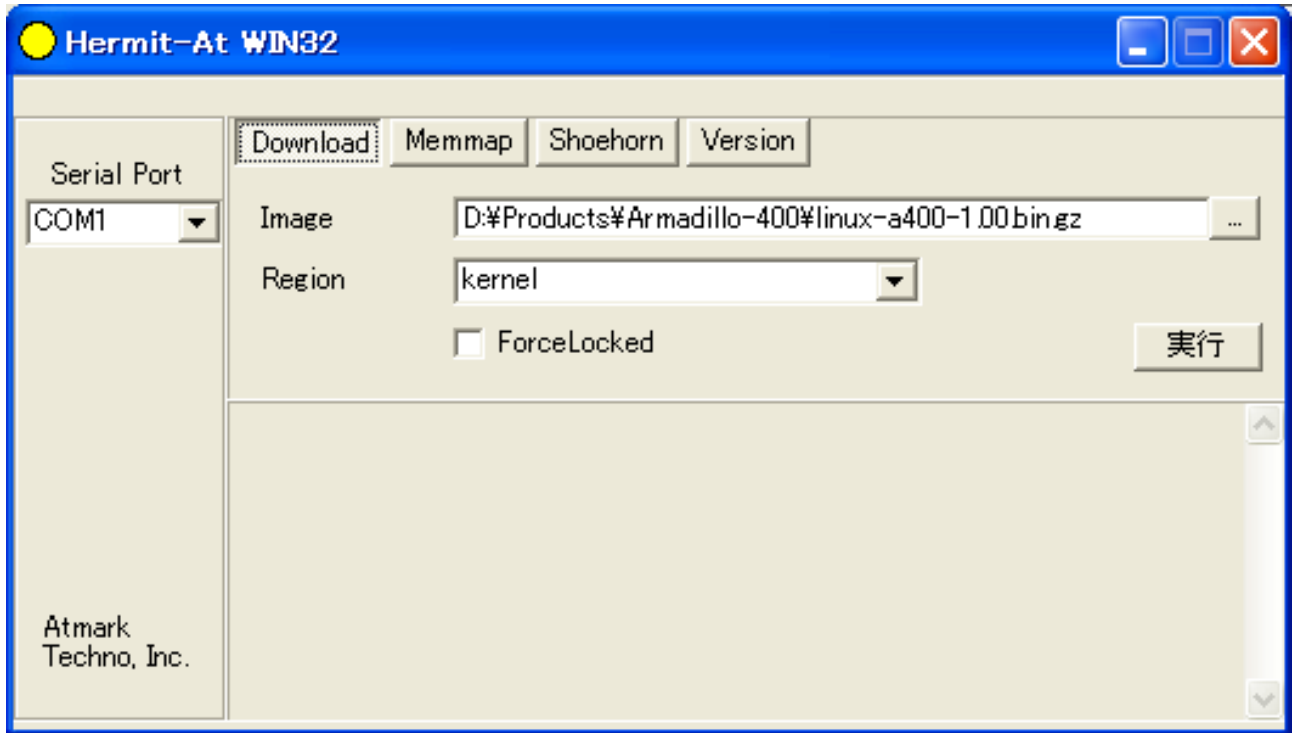 Hermit-At WIN32
Download Memmap Shoehorn Version
Serial Port
COM1
Image D:¥Products¥Armadillo-400¥linux-a400-1.00.bin.gz ...
Region kernel
ForceLocked 実行
Atmark
Techno, Inc.